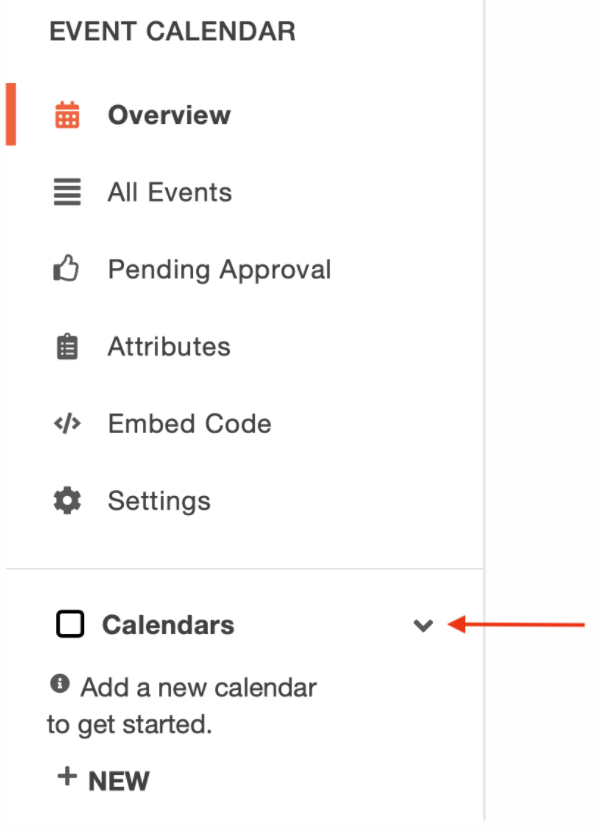 EVENT CALENDAR
Overview
All Events
Pending Approval
Attributes
Embed Code
Settings
Calendars
Add a new calendar
to get started.
+ NEW